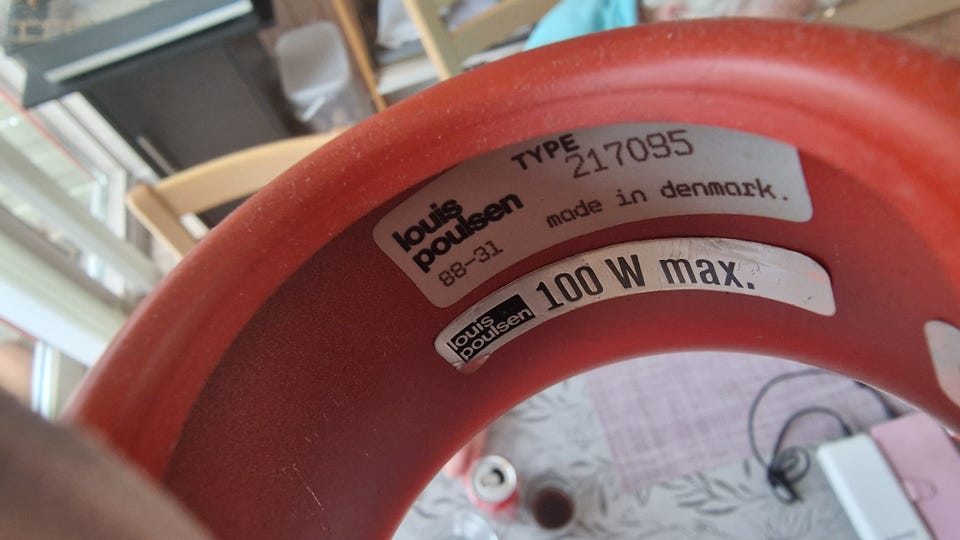 TYPE
217095
louis
poulsen
made in denmark.
88-31
louis
poulsen
100 W max.